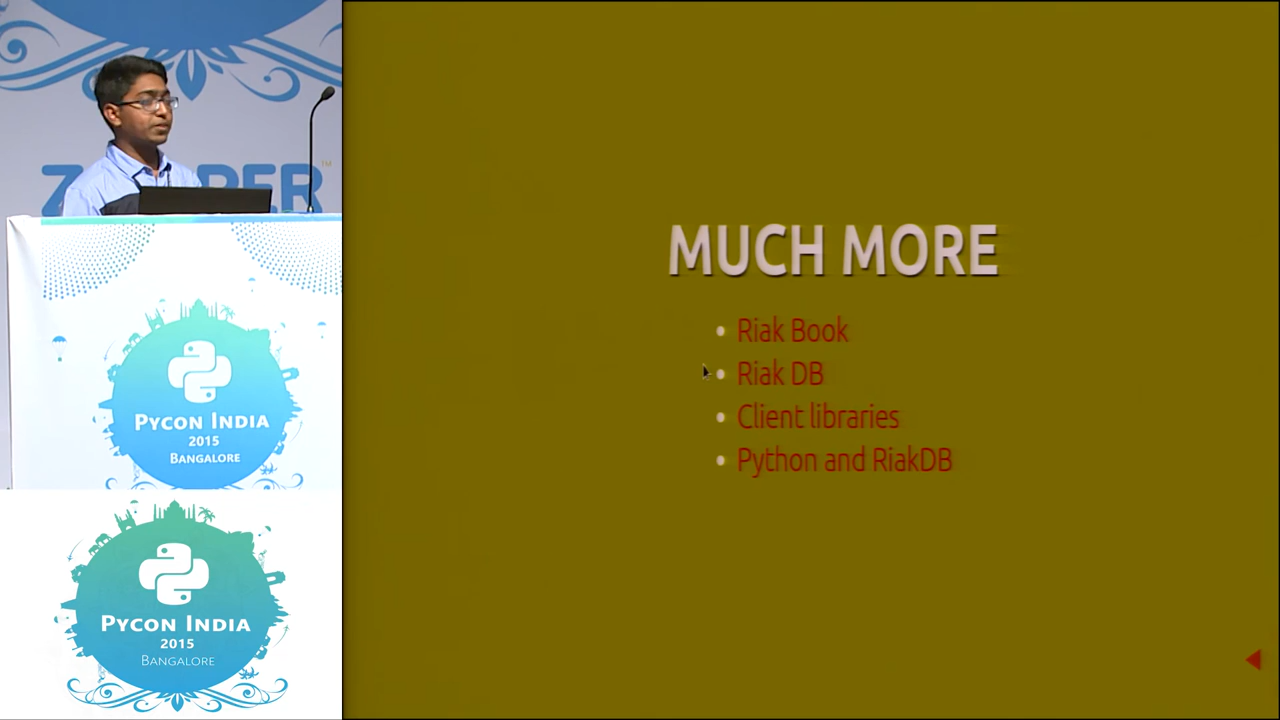 MUCH MORE
• Riak Book
• Riak DB
• Client libraries
• Python and RiakDB
PYCON INDIA
2015
BANGALORE
PYCON INDIA
2015
BANGALORE